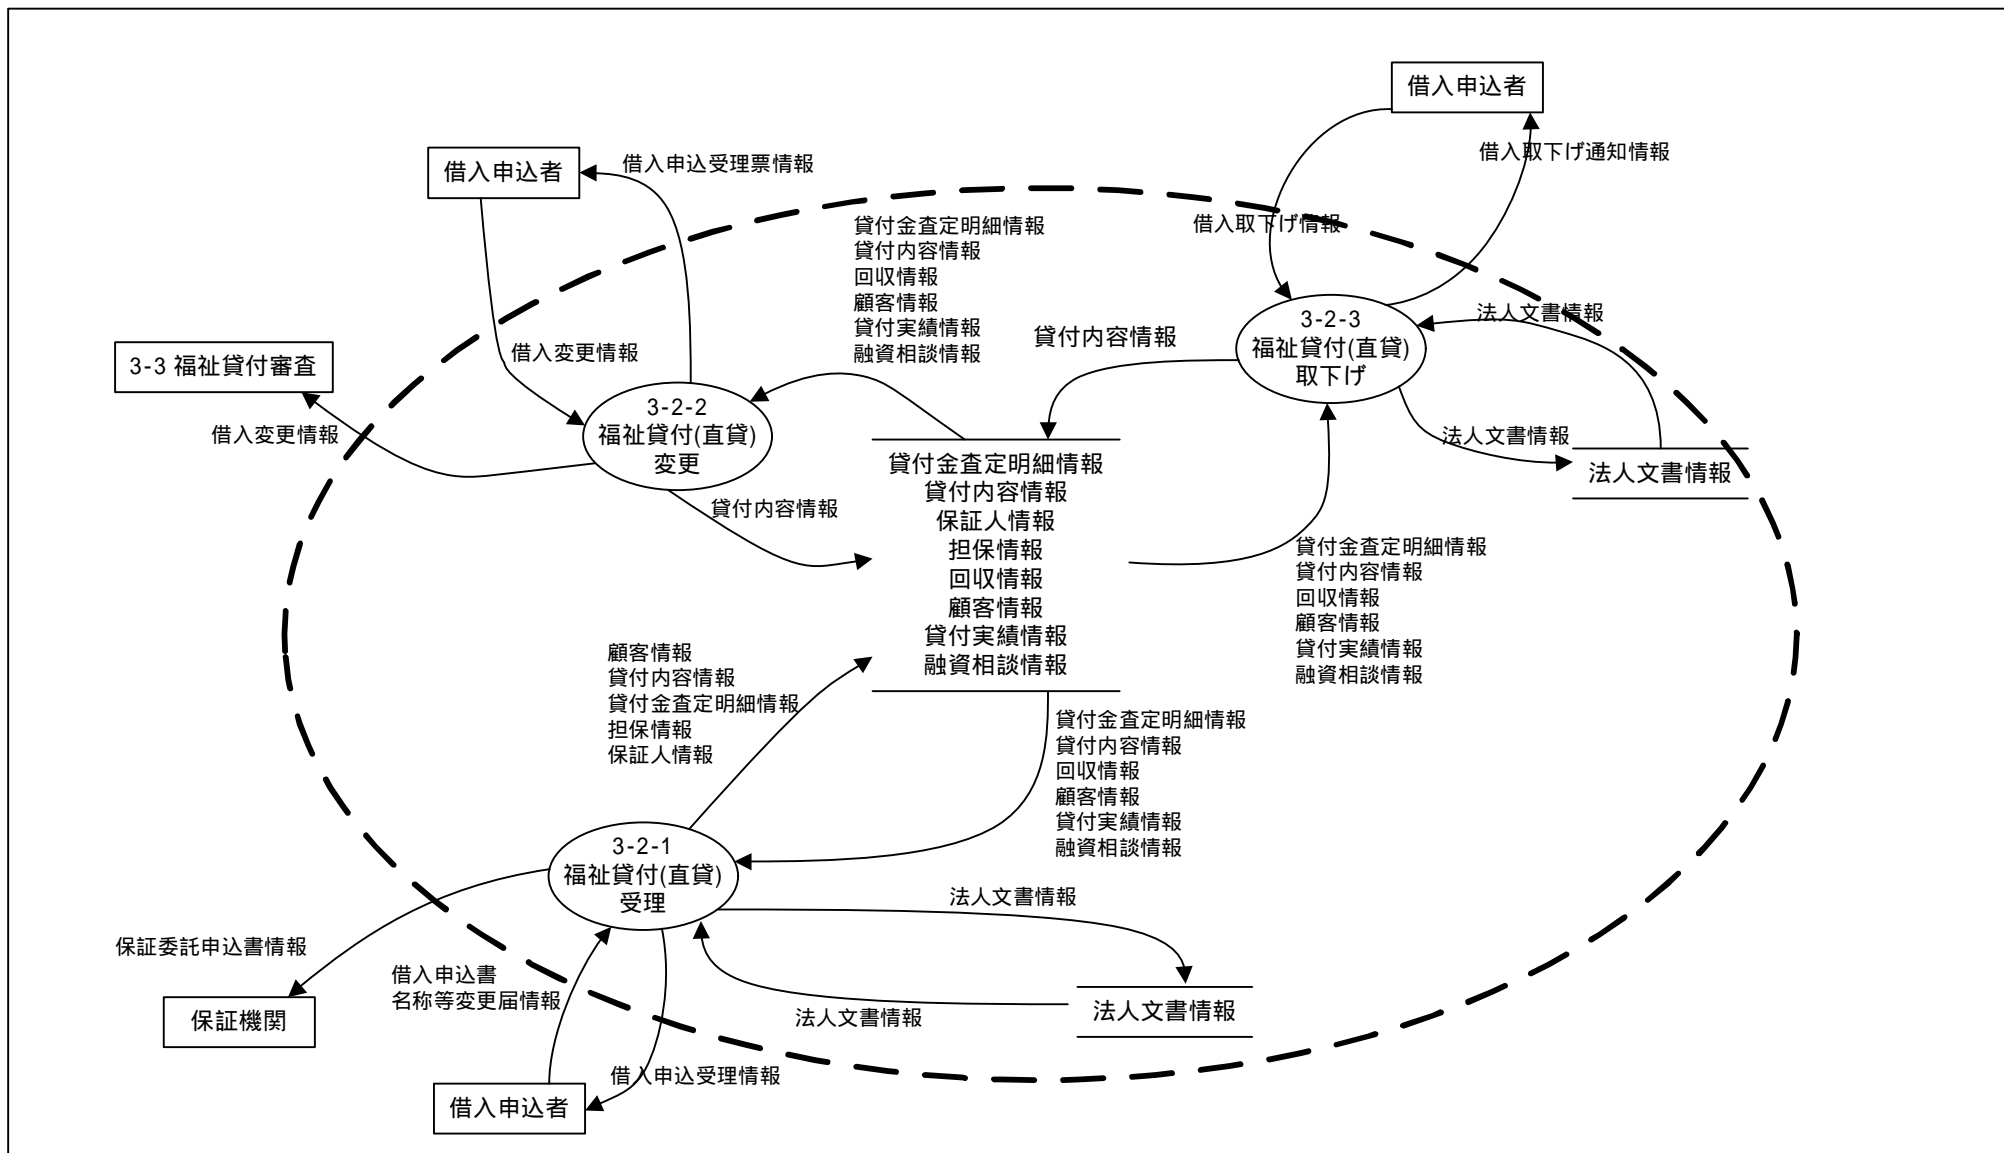 借入申込者
借入取下げ通知情報
借入申込者
借入申込受理票情報
借入取下げ情報
貸付金査定明細情報
貸付内容情報
回収情報
顧客情報
貸付実績情報
融資相談情報
借入変更情報
貸付内容情報
3-2-3
福祉貸付(直貸)
取下げ
法人文書情報
3-3 福祉貸付審査
借入変更情報
3-2-2
福祉貸付(直貸)
変更
法人文書情報
法人文書情報
貸付内容情報
貸付金査定明細情報
貸付内容情報
保証人情報
担保情報
回収情報
顧客情報
貸付実績情報
融資相談情報
貸付金査定明細情報
貸付内容情報
回収情報
顧客情報
貸付実績情報
融資相談情報
顧客情報
貸付内容情報
貸付金査定明細情報
担保情報
保証人情報
貸付金査定明細情報
貸付内容情報
回収情報
顧客情報
貸付実績情報
融資相談情報
3-2-1
福祉貸付(直貸)
受理
法人文書情報
保証委託申込書情報
借入申込書
名称等変更届情報
保証機関
法人文書情報
法人文書情報
借入申込受理情報
借入申込者